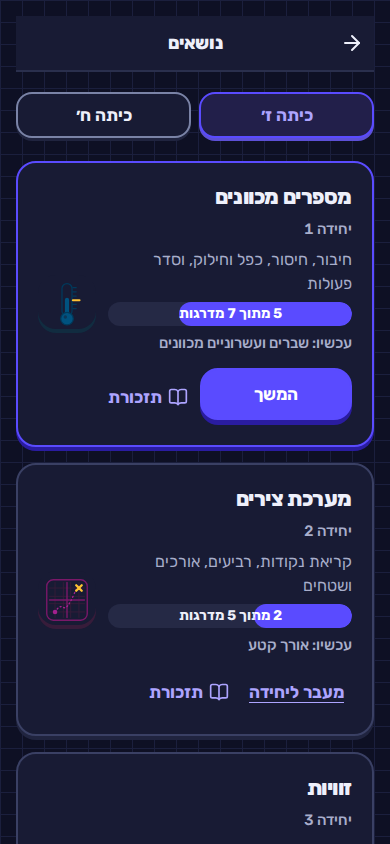 נושאים
כיתה ז׳
כיתה ח׳
מספרים מכוונים
יחידה 1
חיבור, חיסור, כפל וחילוק, וסדר
פעולות
5 מתוך 7 מדרגות
עכשיו: שברים ועשרוניים מכוונים
המשך
תזכורת
מערכת צירים
יחידה 2
קריאת נקודות, רביעים, אורכים
ושטחים
2 מתוך 5 מדרגות
עכשיו: אורך קטע
מעבר ליחידה
תזכורת
זוויות
יחידה 3